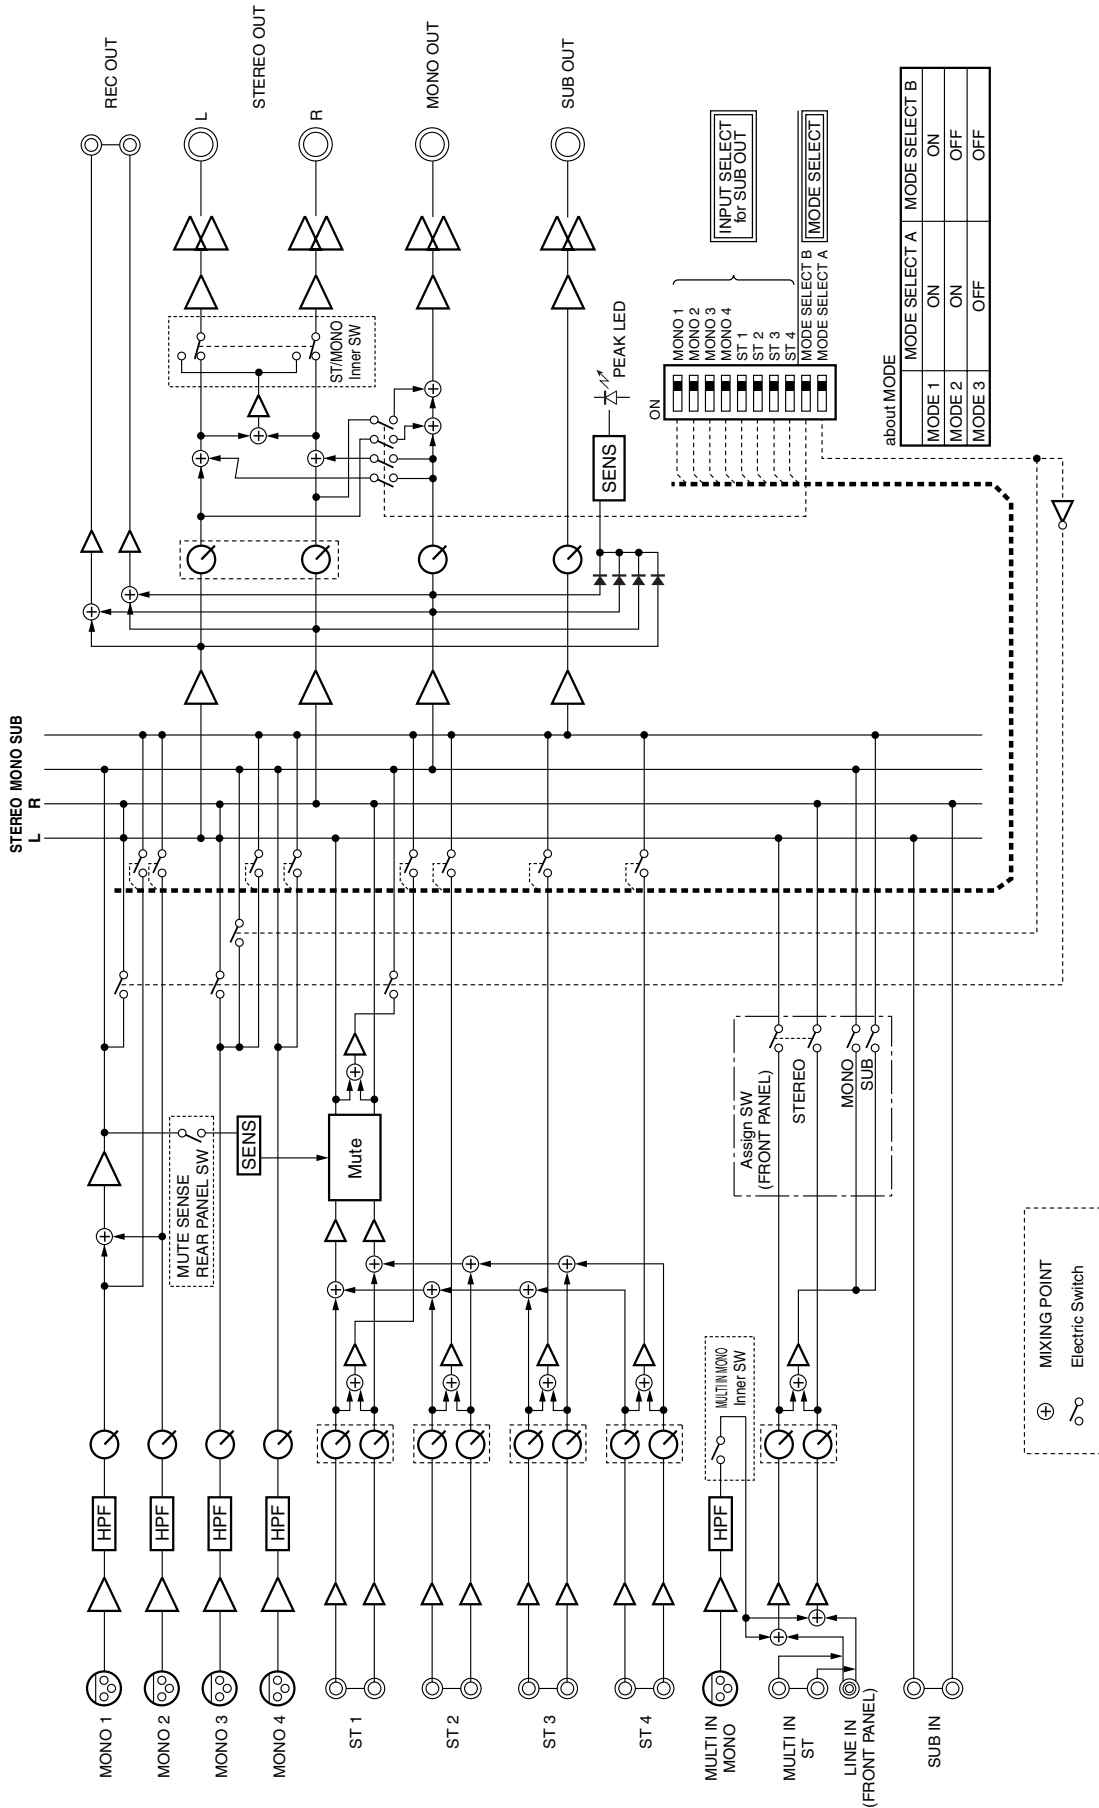 REC OUT
L
STEREO OUT
R
MONO OUT
SUB OUT
ST/MONO
Inner SW
PEAK LED
SENS
INPUT SELECT
for SUB OUT
MODE SELECT
ON
MONO 1
MONO 2
MONO 3
MONO 4
ST 1
ST 2
ST 3
ST 4
MODE SELECT B
MODE SELECT A
about MODE
MODE SELECT A MODE SELECT B
MODE 1 ON ON
MODE 2 ON OFF
MODE 3 OFF OFF
STEREO MONO SUB
L R
MUTE SENSE
REAR PANEL SW
SENS
Mute
Assign SW
(FRONT PANEL)
STEREO
MONO
SUB
MULTI IN MONO
Inner SW
HPF
HPF
HPF
HPF
HPF
MONO 1
MONO 2
MONO 3
MONO 4
ST 1
ST 2
ST 3
ST 4
MULTI IN
MONO
MULTI IN
ST
LINE IN
(FRONT PANEL)
SUB IN
MIXING POINT
Electric Switch